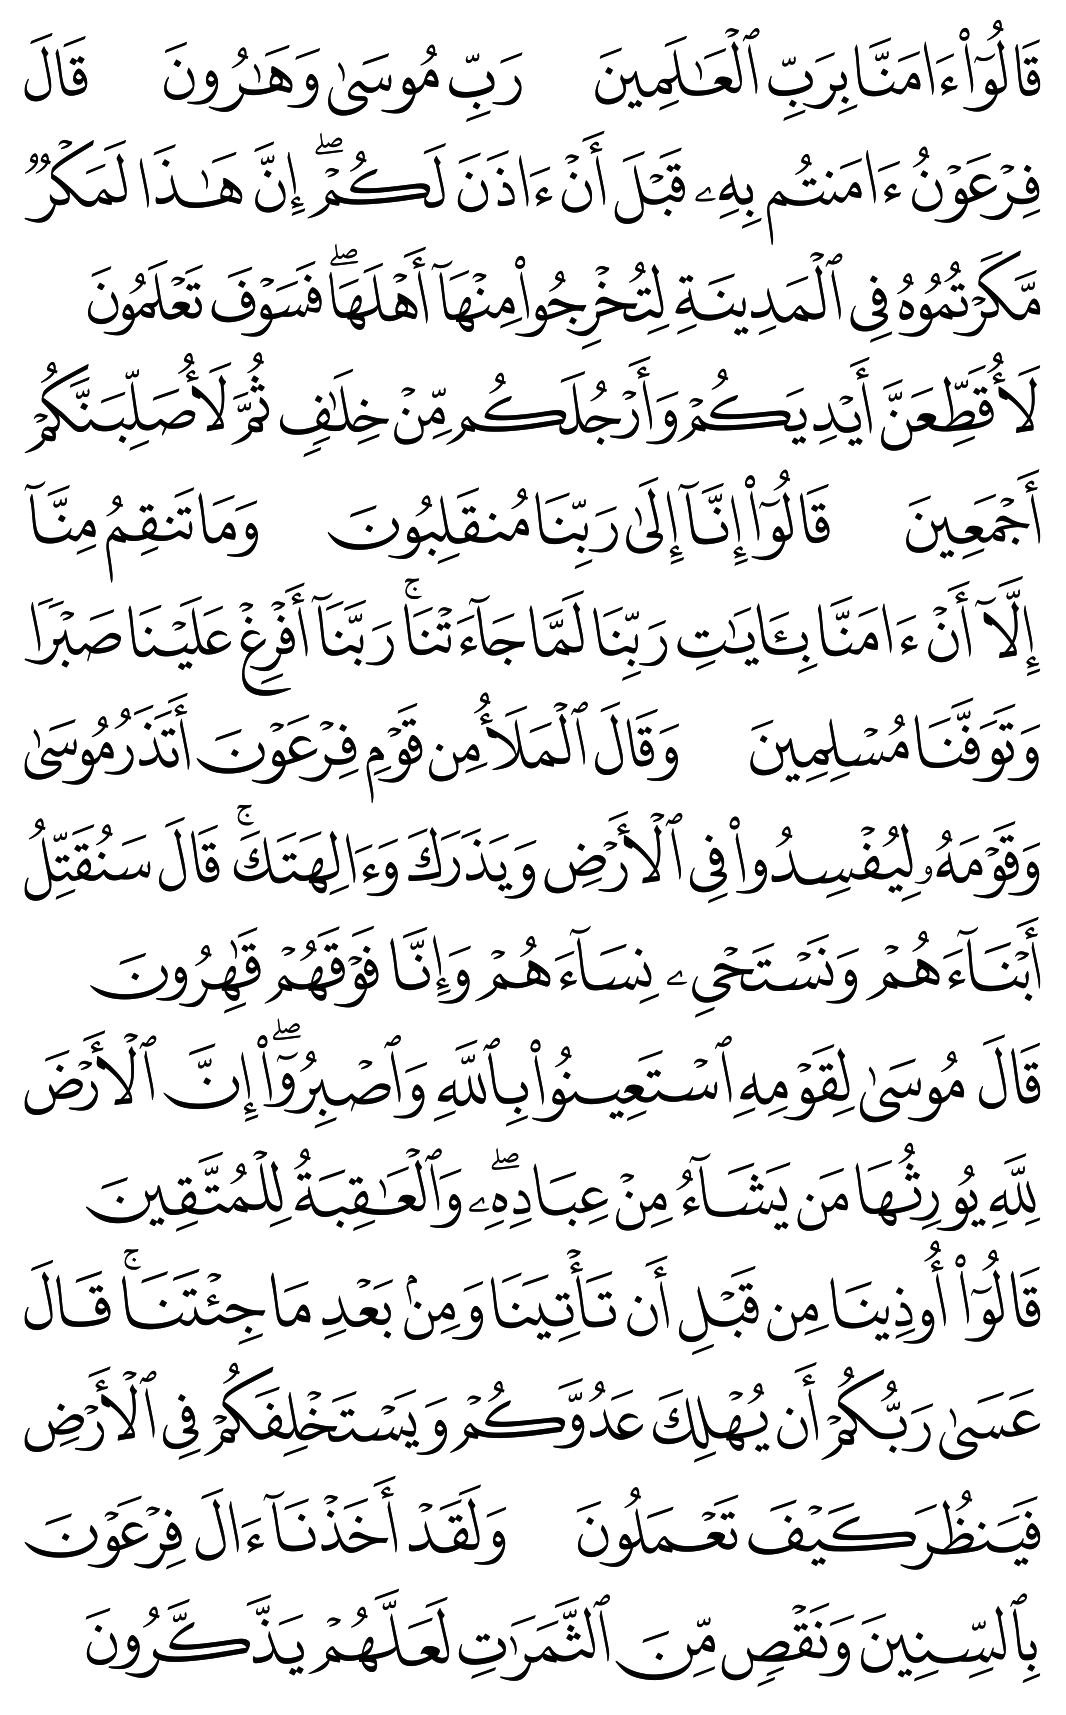 قَالُوٓاْ ءَامَنَّا بِرَبِّ ٱلۡعَٰلَمِينَ رَبِّ مُوسَىٰ وَهَٰرُونَ قَالَ
فِرۡعَوۡنُ ءَامَنتُم بِهِۦ قَبۡلَ أَنۡ ءَاذَنَ لَكُمۡۖ إِنَّ هَٰذَا لَمَكۡرٞ
مَّكَرۡتُمُوهُ فِي ٱلۡمَدِينَةِ لِتُخۡرِجُواْ مِنۡهَآ أَهۡلَهَاۖ فَسَوۡفَ تَعۡلَمُونَ
لَأُقَطِّعَنَّ أَيۡدِيَكُمۡ وَأَرۡجُلَكُم مِّنۡ خِلَٰفٖ ثُمَّ لَأُصَلِّبَنَّكُمۡ
أَجۡمَعِينَ قَالُوٓاْ إِنَّآ إِلَىٰ رَبِّنَا مُنقَلِبُونَ وَمَا تَنقِمُ مِنَّآ
إِلَّآ أَنۡ ءَامَنَّا بِـَٔايَٰتِ رَبِّنَا لَمَّا جَآءَتۡنَاۚ رَبَّنَآ أَفۡرِغۡ عَلَيۡنَا صَبۡرٗا
وَتَوَفَّنَا مُسۡلِمِينَ وَقَالَ ٱلۡمَلَأُ مِن قَوۡمِ فِرۡعَوۡنَ أَتَذَرُ مُوسَىٰ
وَقَوۡمَهُۥ لِيُفۡسِدُواْ فِي ٱلۡأَرۡضِ وَيَذَرَكَ وَءَالِهَتَكَۚ قَالَ سَنُقَتِّلُ
أَبۡنَآءَهُمۡ وَنَسۡتَحۡيِۦ نِسَآءَهُمۡ وَإِنَّا فَوۡقَهُمۡ قَٰهِرُونَ
قَالَ مُوسَىٰ لِقَوۡمِهِ ٱسۡتَعِينُواْ بِٱللَّهِ وَٱصۡبِرُوٓاْۖ إِنَّ ٱلۡأَرۡضَ
لِلَّهِ يُورِثُهَا مَن يَشَآءُ مِنۡ عِبَادِهِۦۖ وَٱلۡعَٰقِبَةُ لِلۡمُتَّقِينَ
قَالُوٓاْ أُوذِينَا مِن قَبۡلِ أَن تَأۡتِيَنَا وَمِنۢ بَعۡدِ مَا جِئۡتَنَاۚ قَالَ
عَسَىٰ رَبُّكُمۡ أَن يُهۡلِكَ عَدُوَّكُمۡ وَيَسۡتَخۡلِفَكُمۡ فِي ٱلۡأَرۡضِ
فَيَنظُرَ كَيۡفَ تَعۡمَلُونَ وَلَقَدۡ أَخَذۡنَآ ءَالَ فِرۡعَوۡنَ
بِٱلسِّنِينَ وَنَقۡصٖ مِّنَ ٱلثَّمَرَٰتِ لَعَلَّهُمۡ يَذَّكَّرُونَ